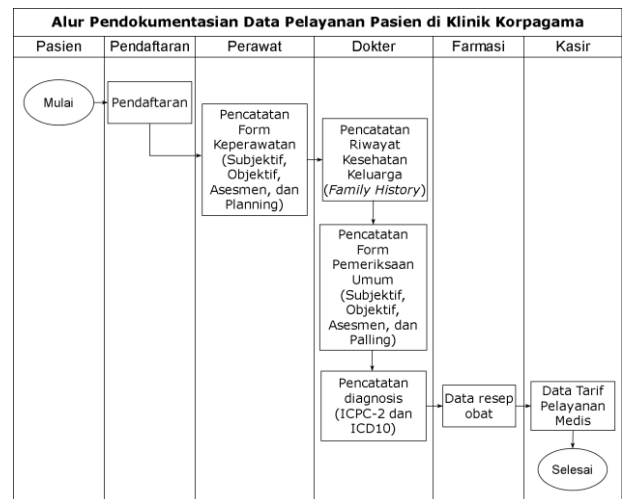 Alur Pendokumentasian Data Pelayanan Pasien di Klinik Korpagama
Pasien
Pendaftaran
Perawat
Dokter
Farmasi
Kasir
Mulai
Pendaftaran
Pencatatan
Form
Keperawatan
(Subjektif,
Objektif,
Asesmen, dan
Planning)
Pencatatan
Riwayat
Kesehatan
Keluarga
(Family History)
Pencatatan
Form
Pemeriksaan
Umum
(Subjektif,
Objektif,
Asesmen, dan
Palling)
Pencatatan
diagnosis
(ICPC-2 dan
ICD10)
Data resep
obat
Data Tarif
Pelayanan
Medis
Selesai